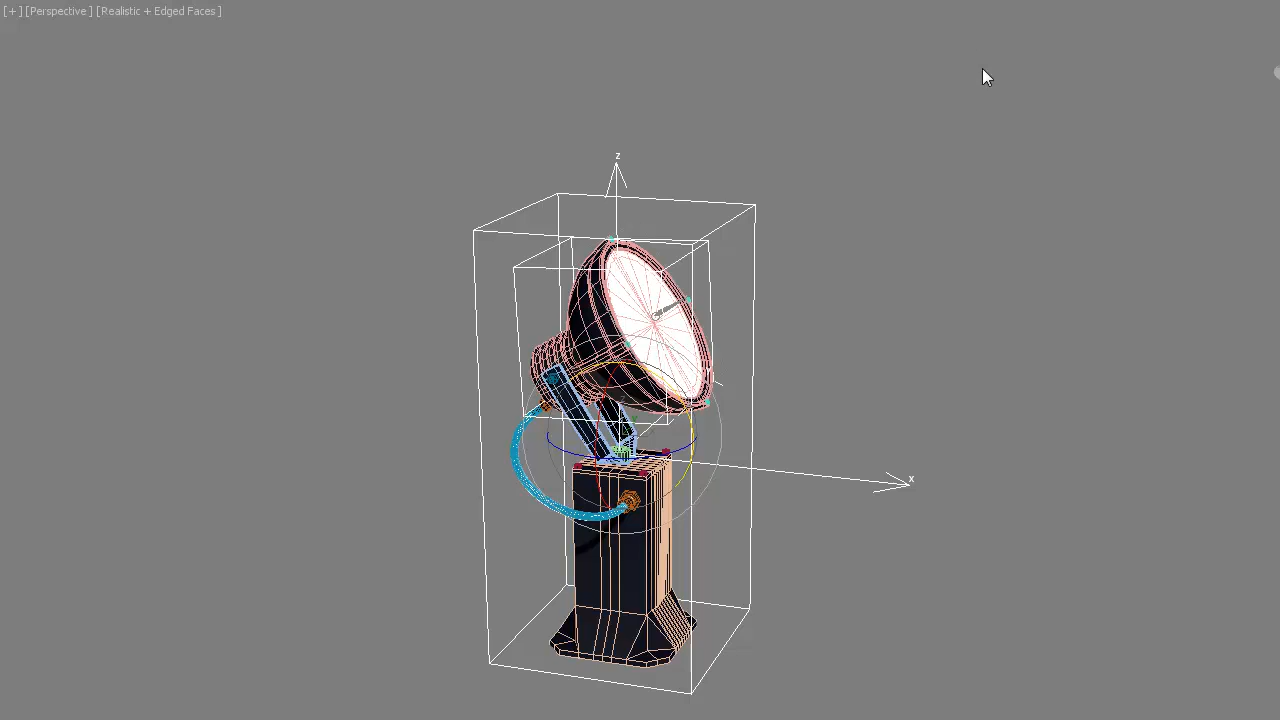 [+] [Perspective] [Realistic + Edged Faces]
z
x